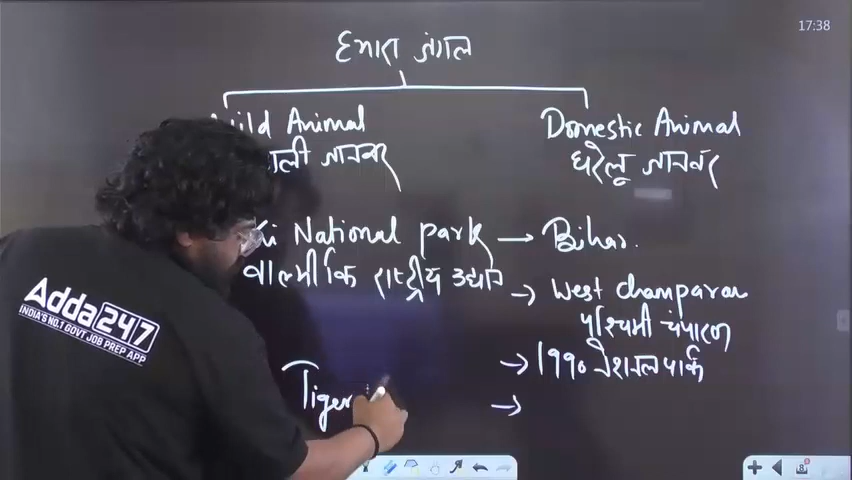 17:38
हमारा जंगल
Wild Animal
जानवर
Domestic Animal
घरेलू जानवर
National park → Bihar.
वाल्मीकि राष्ट्रीय उद्यान
→ West Champaran
पश्चिमी चंपारण
→ 1990 नेशनल पार्क
Tiger
→
Adda247
INDIA'S NO.1 GOVT JOB PREP APP